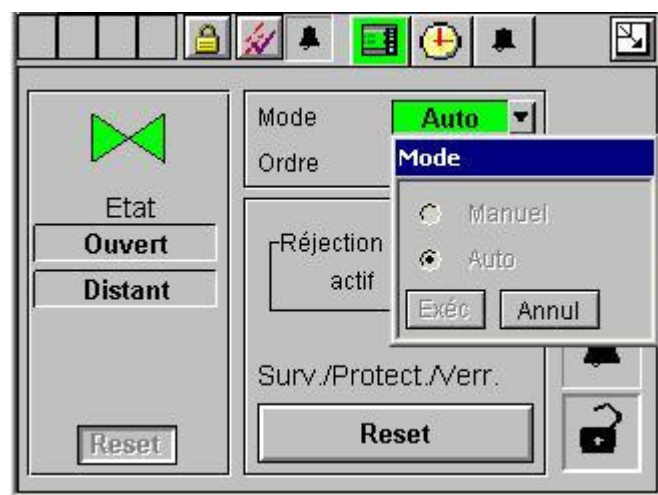 Mode
Auto
Ordre
Mode
Manuel
Auto
Exéc
Annul
Etat
Ouvert
Distant
Reset
Réjection
actif
Surv./Protect./Verr.
Reset